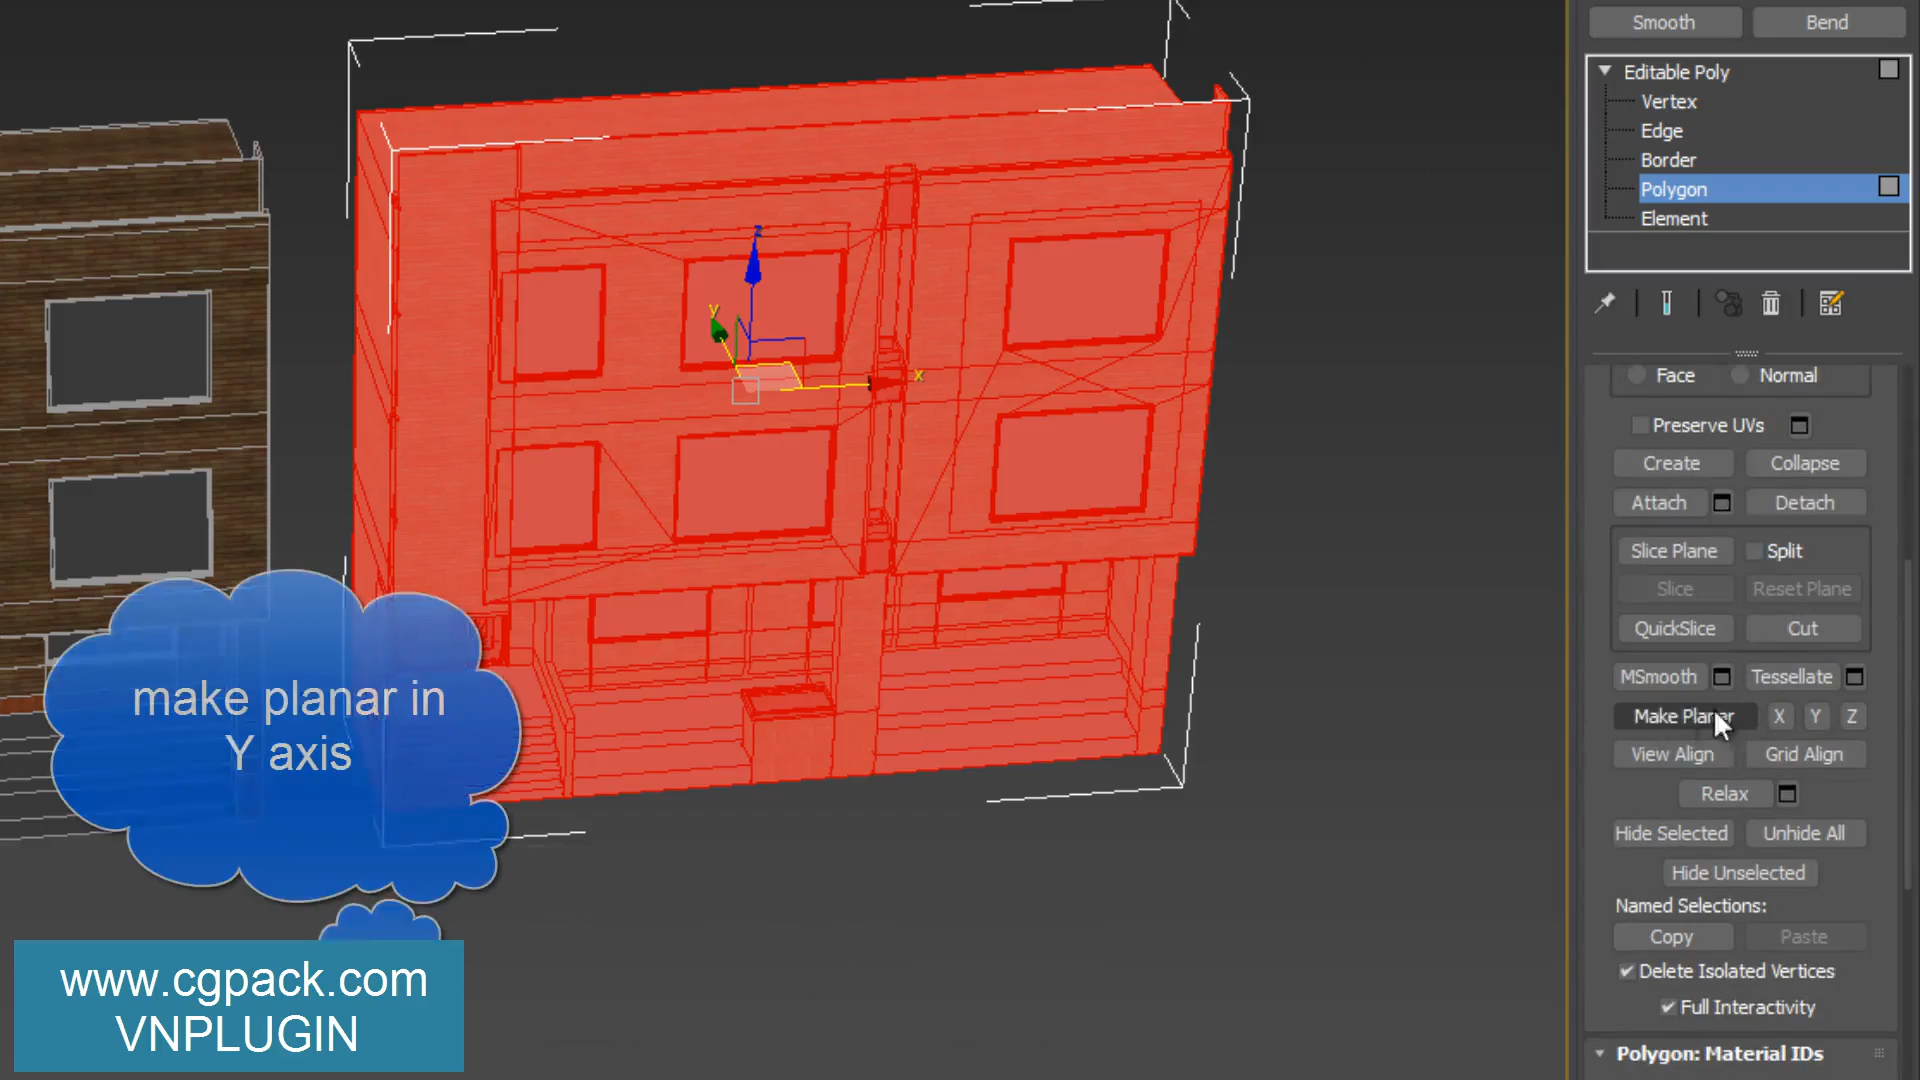 Smooth Bend
Editable Poly
Vertex
Edge
Border
Polygon
Element
Face Normal
Preserve UVs
Create Collapse
Attach Detach
Slice Plane Split
Slice Reset Plane
QuickSlice Cut
MSmooth Tessellate
Make Planar X Y Z
View Align Grid Align
Relax
Hide Selected Unhide All
Hide Unselected
Named Selections:
Copy Paste
Delete Isolated Vertices
Full Interactivity
Polygon: Material IDs
z
y
x
make planar in
Y axis
www.cgpack.com
VNPLUGIN